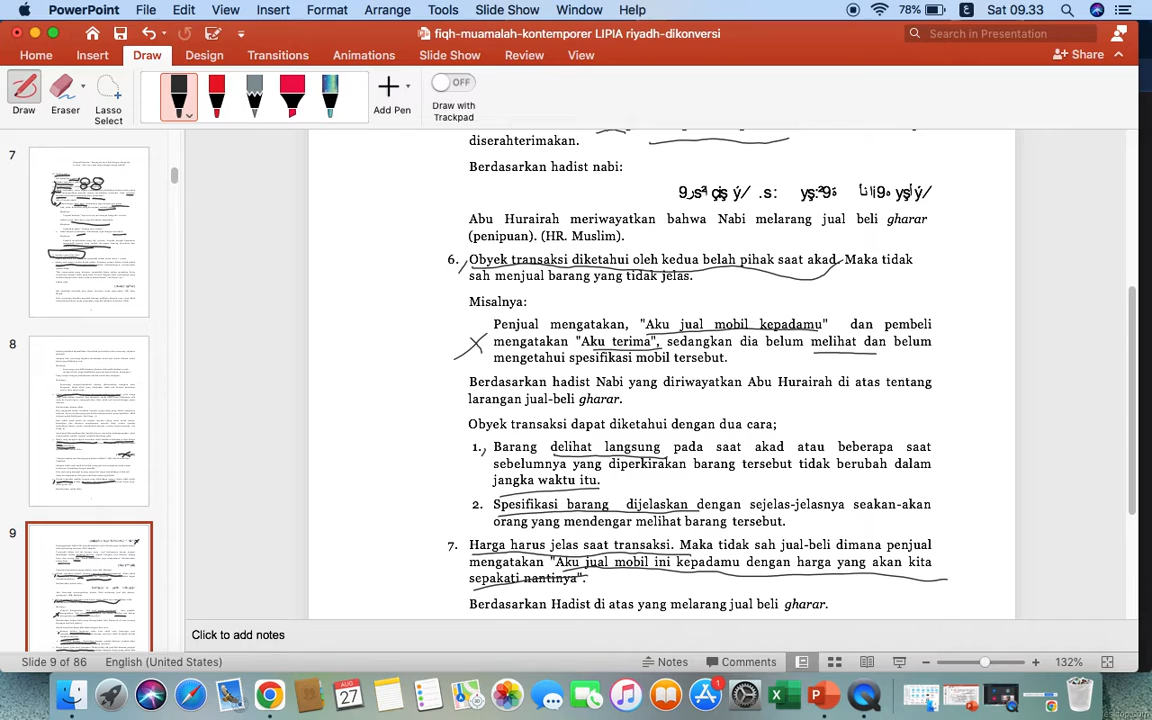 PowerPoint File Edit View Insert Format Arrange Tools Slide Show Window Help 78% Sat 09.33
fiqh-muamalah-kontemporer LIPIA riyadh-dikonversi
Search in Presentation
Home Insert Draw Design Transitions Animations Slide Show Review View Share
OFF
Draw Eraser Lasso Select Add Pen Draw with Trackpad
7
8
9
diserahterimakan.
Berdasarkan hadist nabi:
Abu Hurairah meriwayatkan bahwa Nabi melarang jual beli gharar
(penipuan). (HR. Muslim).
6. Obyek transaksi diketahui oleh kedua belah pihak saat akad. Maka tidak
sah menjual barang yang tidak jelas.
Misalnya:
Penjual mengatakan, "Aku jual mobil kepadamu" dan pembeli
mengatakan "Aku terima", sedangkan dia belum melihat dan belum
mengetahui spesifikasi mobil tersebut.
Berdasarkan hadist Nabi yang diriwayatkan Abu Hurairah di atas tentang
larangan jual-beli gharar.
Obyek transaksi dapat diketahui dengan dua cara;
1. Barang delihat langsung pada saat akad atau beberapa saat
sebelumnya yang diperkirakan barang tersebut tidak berubah dalam
jangka waktu itu.
2. Spesifikasi barang dijelaskan dengan sejelas-jelasnya seakan-akan
orang yang mendengar melihat barang tersebut.
7. Harga harus jelas saat transaksi. Maka tidak sah jual-beli dimana penjual
mengatakan "Aku jual mobil ini kepadamu dengan harga yang akan kita
sepakati nantinya".
Berdasarkan Hadist di atas yang melarang jual beli gharar.
Click to add notes
Slide 9 of 86 English (United States) Notes Comments 132%
AUG 27 1